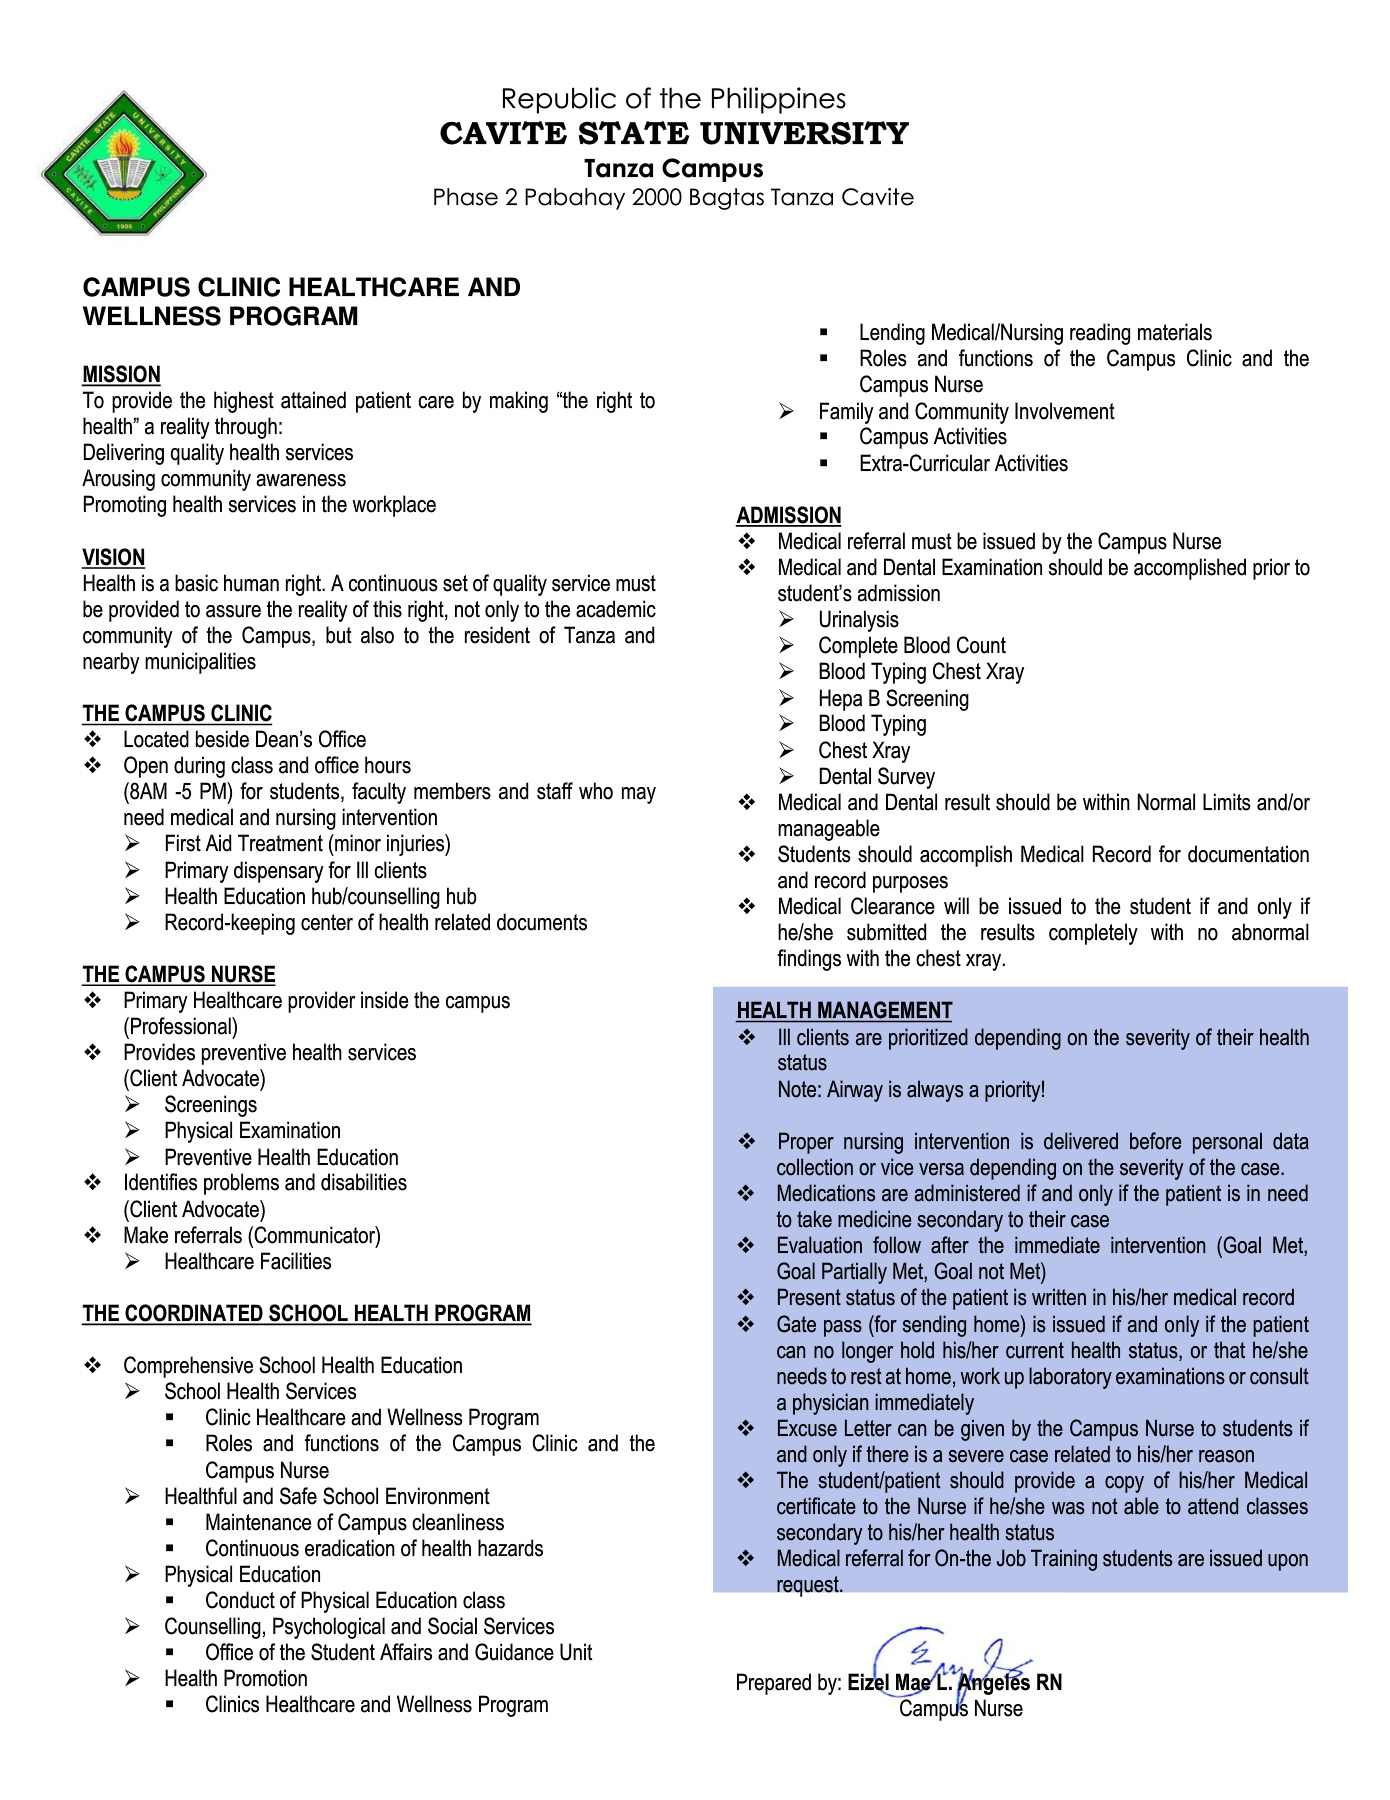 Republic of the Philippines
CAVITE STATE UNIVERSITY
Tanza Campus
Phase 2 Pabahay 2000 Bagtas Tanza Cavite
CAVITE STATE UNIVERSITY
CAVITE
PHILIPPINES
1906
CAMPUS CLINIC HEALTHCARE AND
WELLNESS PROGRAM
MISSION
To provide the highest attained patient care by making “the right to
health” a reality through:
Delivering quality health services
Arousing community awareness
Promoting health services in the workplace
VISION
Health is a basic human right. A continuous set of quality service must
be provided to assure the reality of this right, not only to the academic
community of the Campus, but also to the resident of Tanza and
nearby municipalities
THE CAMPUS CLINIC
❖ Located beside Dean’s Office
❖ Open during class and office hours
(8AM -5 PM) for students, faculty members and staff who may
need medical and nursing intervention
➢ First Aid Treatment (minor injuries)
➢ Primary dispensary for Ill clients
➢ Health Education hub/counselling hub
➢ Record-keeping center of health related documents
THE CAMPUS NURSE
❖ Primary Healthcare provider inside the campus
(Professional)
❖ Provides preventive health services
(Client Advocate)
➢ Screenings
➢ Physical Examination
➢ Preventive Health Education
❖ Identifies problems and disabilities
(Client Advocate)
❖ Make referrals (Communicator)
➢ Healthcare Facilities
THE COORDINATED SCHOOL HEALTH PROGRAM
❖ Comprehensive School Health Education
➢ School Health Services
▪ Clinic Healthcare and Wellness Program
▪ Roles and functions of the Campus Clinic and the
Campus Nurse
➢ Healthful and Safe School Environment
▪ Maintenance of Campus cleanliness
▪ Continuous eradication of health hazards
➢ Physical Education
▪ Conduct of Physical Education class
➢ Counselling, Psychological and Social Services
▪ Office of the Student Affairs and Guidance Unit
➢ Health Promotion
▪ Clinics Healthcare and Wellness Program
▪ Lending Medical/Nursing reading materials
▪ Roles and functions of the Campus Clinic and the
Campus Nurse
➢ Family and Community Involvement
▪ Campus Activities
▪ Extra-Curricular Activities
ADMISSION
❖ Medical referral must be issued by the Campus Nurse
❖ Medical and Dental Examination should be accomplished prior to
student’s admission
➢ Urinalysis
➢ Complete Blood Count
➢ Blood Typing Chest Xray
➢ Hepa B Screening
➢ Blood Typing
➢ Chest Xray
➢ Dental Survey
❖ Medical and Dental result should be within Normal Limits and/or
manageable
❖ Students should accomplish Medical Record for documentation
and record purposes
❖ Medical Clearance will be issued to the student if and only if
he/she submitted the results completely with no abnormal
findings with the chest xray.
HEALTH MANAGEMENT
❖ Ill clients are prioritized depending on the severity of their health
status
Note: Airway is always a priority!
❖ Proper nursing intervention is delivered before personal data
collection or vice versa depending on the severity of the case.
❖ Medications are administered if and only if the patient is in need
to take medicine secondary to their case
❖ Evaluation follow after the immediate intervention (Goal Met,
Goal Partially Met, Goal not Met)
❖ Present status of the patient is written in his/her medical record
❖ Gate pass (for sending home) is issued if and only if the patient
can no longer hold his/her current health status, or that he/she
needs to rest at home, work up laboratory examinations or consult
a physician immediately
❖ Excuse Letter can be given by the Campus Nurse to students if
and only if there is a severe case related to his/her reason
❖ The student/patient should provide a copy of his/her Medical
certificate to the Nurse if he/she was not able to attend classes
secondary to his/her health status
❖ Medical referral for On-the Job Training students are issued upon
request.
Prepared by: Eizel Mae L. Angeles RN
Campus Nurse